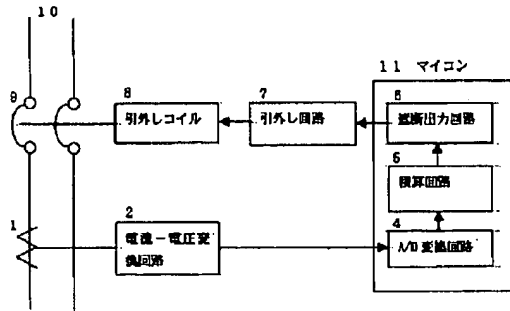 10
11 マイコン
9
8
引外しコイル
7
引外し回路
6
遮断出力回路
5
積算回路
1
2
電流－電圧変
換回路
4
A/D変換回路